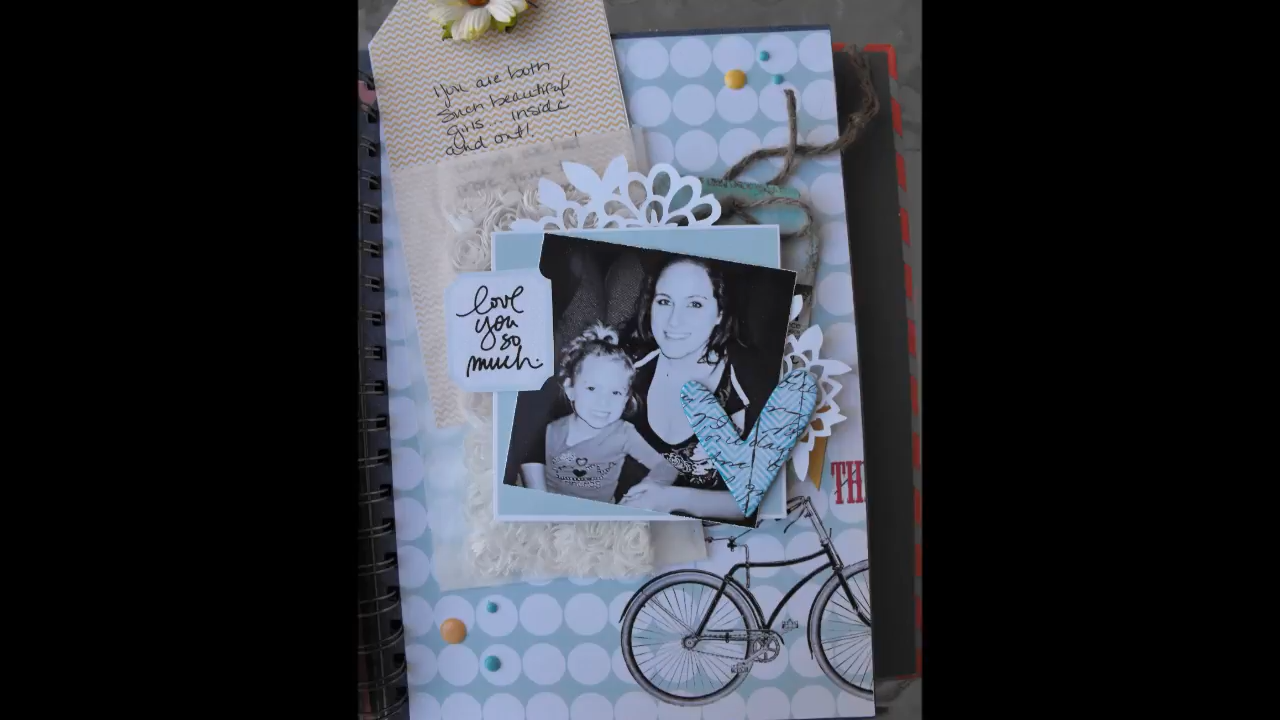 You are both
such beautiful
girls... inside
and out!
love
you
so
much.
TH